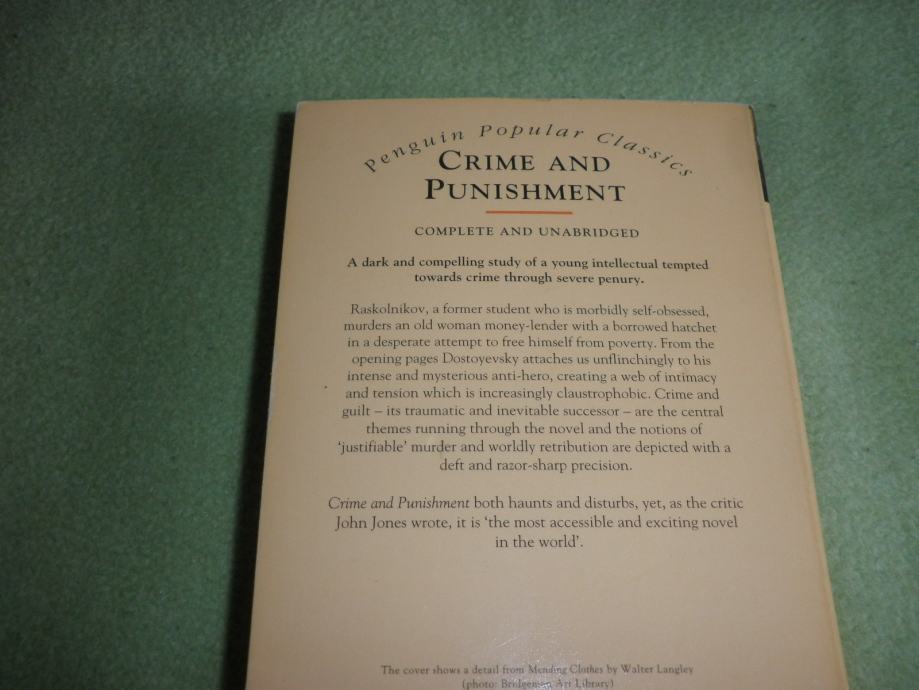 Penguin Popular Classics
CRIME AND
PUNISHMENT
COMPLETE AND UNABRIDGED
A dark and compelling study of a young intellectual tempted
towards crime through severe penury.
Raskolnikov, a former student who is morbidly self-obsessed,
murders an old woman money-lender with a borrowed hatchet
in a desperate attempt to free himself from poverty. From the
opening pages Dostoyevsky attaches us unflinchingly to his
intense and mysterious anti-hero, creating a web of intimacy
and tension which is increasingly claustrophobic. Crime and
guilt – its traumatic and inevitable successor – are the central
themes running through the novel and the notions of
‘justifiable’ murder and worldly retribution are depicted with a
deft and razor-sharp precision.
Crime and Punishment both haunts and disturbs, yet, as the critic
John Jones wrote, it is ‘the most accessible and exciting novel
in the world’.
The cover shows a detail from Mending Clothes by Walter Langley
(photo: Bridgeman Art Library)